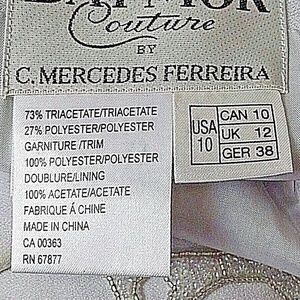 Couture
BY
C. MERCEDES FERREIRA
73% TRIACETATE/TRIACETATE
27% POLYESTER/POLYESTER
GARNITURE /TRIM
100% POLYESTER/POLYESTER
DOUBLURE/LINING
100% ACETATE/ACETATE
FABRIQUE Á CHINE
MADE IN CHINA
CA 00363
RN 67877
USA 10
CAN 10
UK 12
GER 38